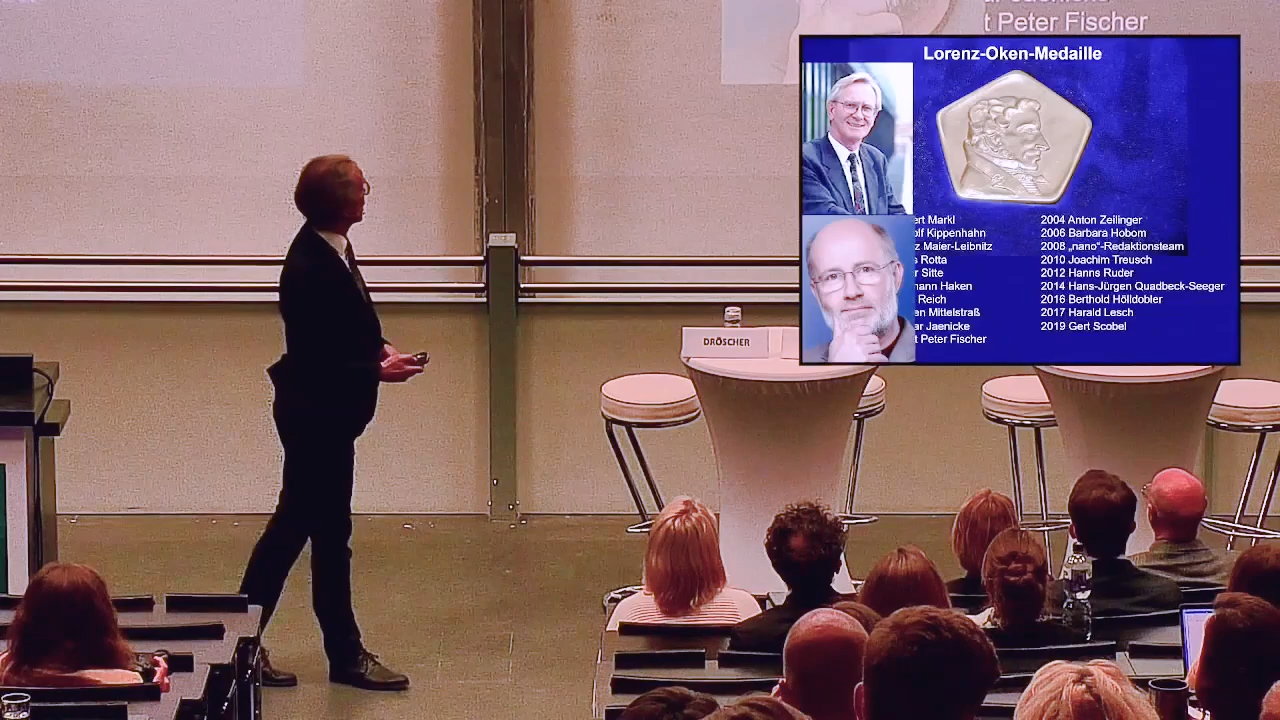 t Peter Fischer
Lorenz-Oken-Medaille
ert Markl
olf Kippenhahn
z Maier-Leibnitz
s Rotta
r Sitte
mann Haken
Reich
en Mittelstraß
ar Jaenicke
t Peter Fischer
2004 Anton Zeilinger
2006 Barbara Hobom
2008 „nano“-Redaktionsteam
2010 Joachim Treusch
2012 Hanns Ruder
2014 Hans-Jürgen Quadbeck-Seeger
2016 Berthold Hölldobler
2017 Harald Lesch
2019 Gert Scobel
DRÖSCHER